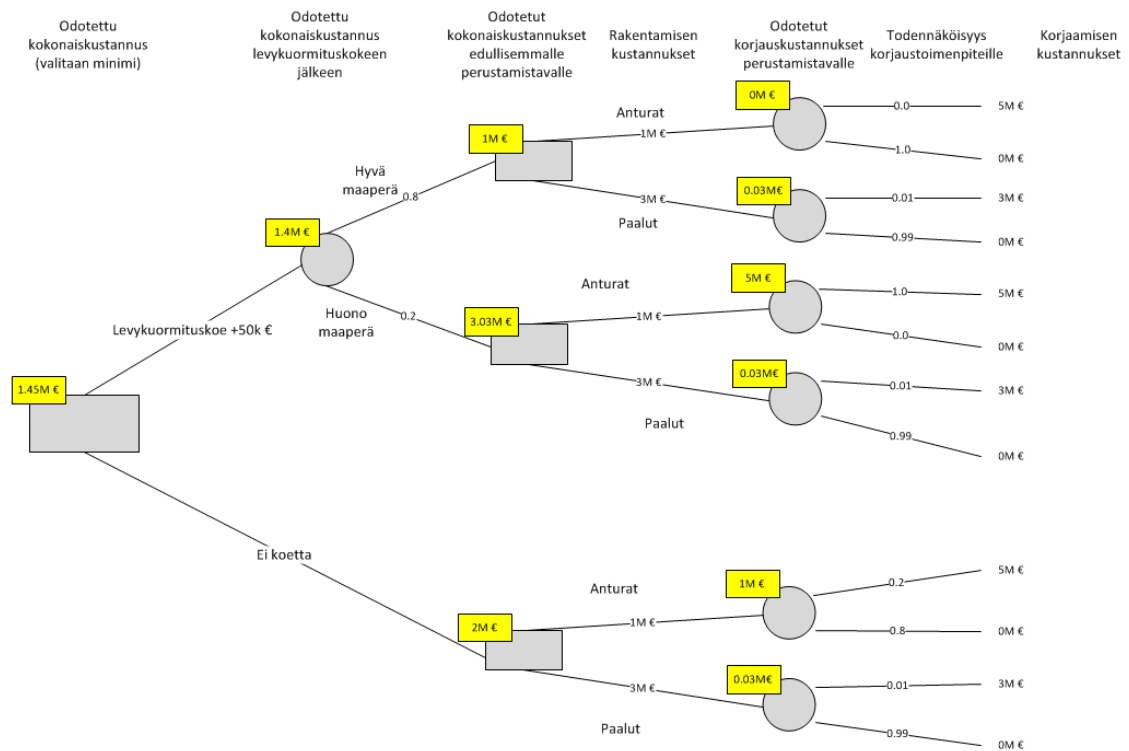 Odotettu
kokonaiskustannus
(valitaan minimi)
Odotettu
kokonaiskustannus
levykuormituskokeen
jälkeen
Odotetut
kokonaiskustannukset
edullisemmalle
perustamistavalle
Rakentamisen
kustannukset
Odotetut
korjauskustannukset
perustamistavalle
Todennäköisyys
korjaustoimenpiteille
Korjaamisen
kustannukset
0M €
Anturat
0.0
5M €
1M €
1M €
1.0
0M €
Hyvä
maaperä
0.8
3M €
0.03M€
0.01
3M €
Paalut
0.99
0M €
1.4M €
Anturat
5M €
1.0
5M €
Huono
maaperä
0.2
3.03M €
1M €
0.0
0M €
Levykuormituskoe +50k €
3M €
0.03M€
0.01
3M €
1.45M €
Paalut
0.99
0M €
Ei koetta
Anturat
1M €
0.2
5M €
2M €
1M €
0.8
0M €
3M €
0.03M€
0.01
3M €
Paalut
0.99
0M €